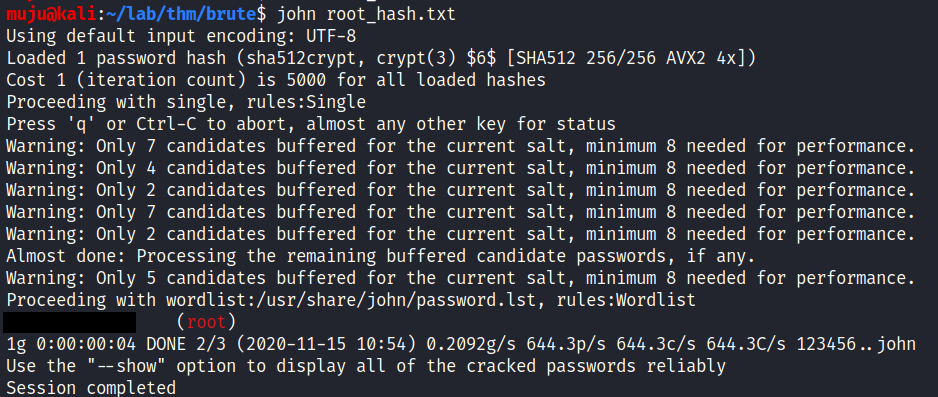 muju@kali:~/lab/thm/brute$ john root_hash.txt
Using default input encoding: UTF-8
Loaded 1 password hash (sha512crypt, crypt(3) $6$ [SHA512 256/256 AVX2 4x])
Cost 1 (iteration count) is 5000 for all loaded hashes
Proceeding with single, rules:Single
Press 'q' or Ctrl-C to abort, almost any other key for status
Warning: Only 7 candidates buffered for the current salt, minimum 8 needed for performance.
Warning: Only 4 candidates buffered for the current salt, minimum 8 needed for performance.
Warning: Only 2 candidates buffered for the current salt, minimum 8 needed for performance.
Warning: Only 7 candidates buffered for the current salt, minimum 8 needed for performance.
Warning: Only 2 candidates buffered for the current salt, minimum 8 needed for performance.
Almost done: Processing the remaining buffered candidate passwords, if any.
Warning: Only 5 candidates buffered for the current salt, minimum 8 needed for performance.
Proceeding with wordlist:/usr/share/john/password.lst, rules:Wordlist
(root)
1g 0:00:00:04 DONE 2/3 (2020-11-15 10:54) 0.2092g/s 644.3p/s 644.3c/s 644.3C/s 123456..john
Use the "--show" option to display all of the cracked passwords reliably
Session completed